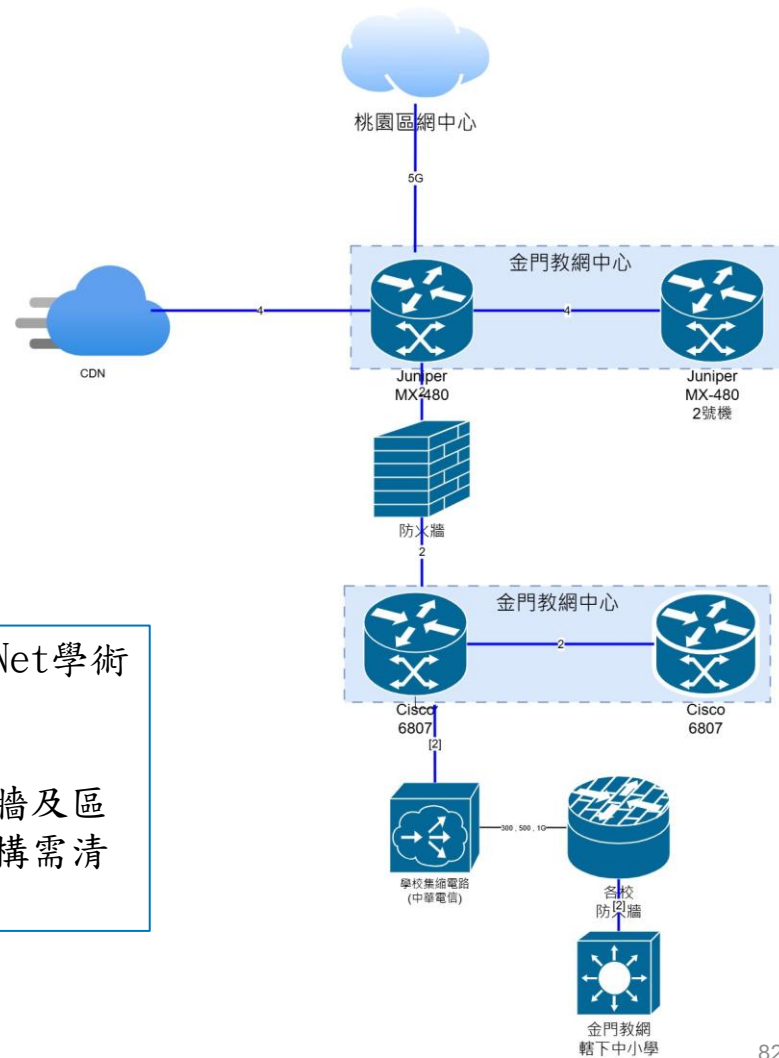 桃園區網中心
5G
金門教網中心
4
4
CDN
Juniper
MX-480
Juniper
MX-480
2號機
2
防火牆
2
金門教網中心
2
Cisco
6807
Cisco
6807
[2]
Net學術
牆及區
構需清
300 , 500 , 1G
學校集縮電路
(中華電信)
各校
防火牆
[2]
金門教網
轄下中小學
82